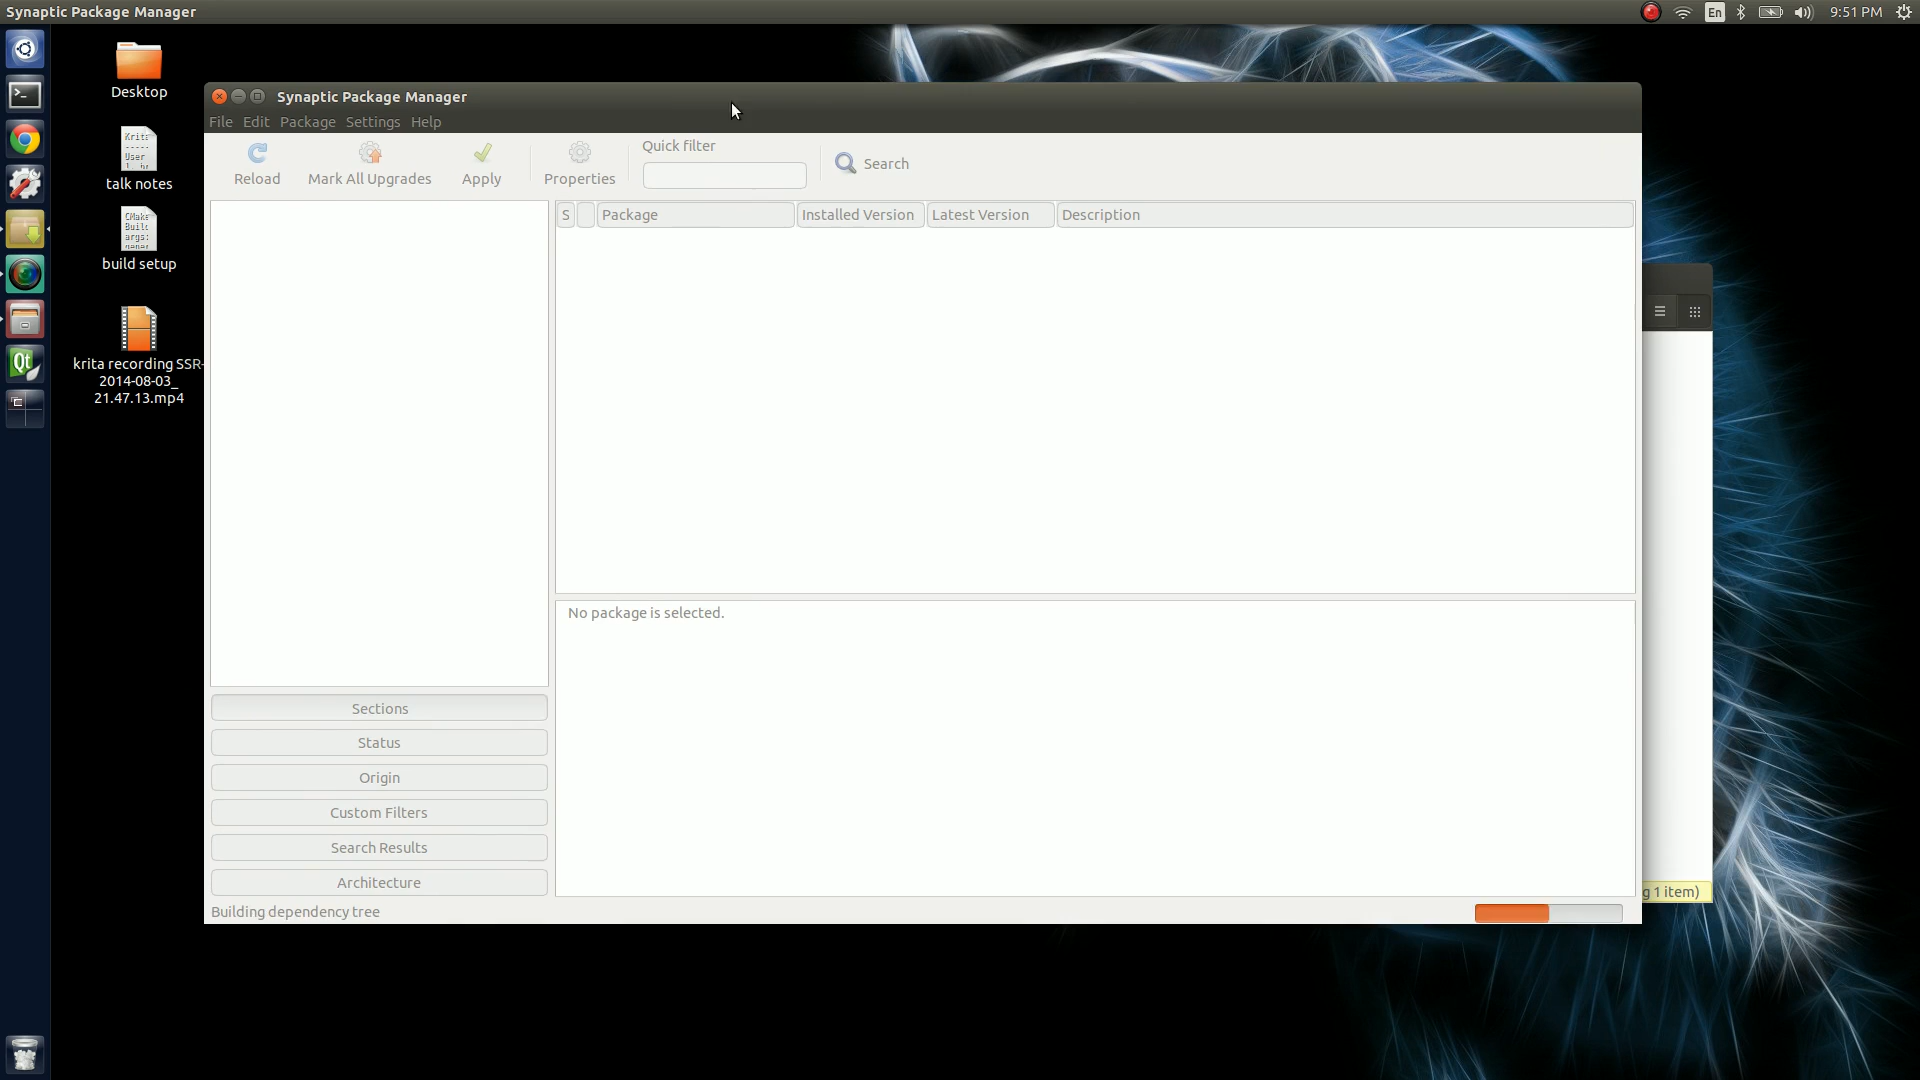 Synaptic Package Manager
En
9:51 PM
Desktop
talk notes
build setup
krita recording SSR-
2014-08-03_
21.47.13.mp4
Synaptic Package Manager
File Edit Package Settings Help
Reload
Mark All Upgrades
Apply
Properties
Quick filter
Search
S
Package
Installed Version
Latest Version
Description
No package is selected.
Sections
Status
Origin
Custom Filters
Search Results
Architecture
Building dependency tree
g 1 item)
Qt